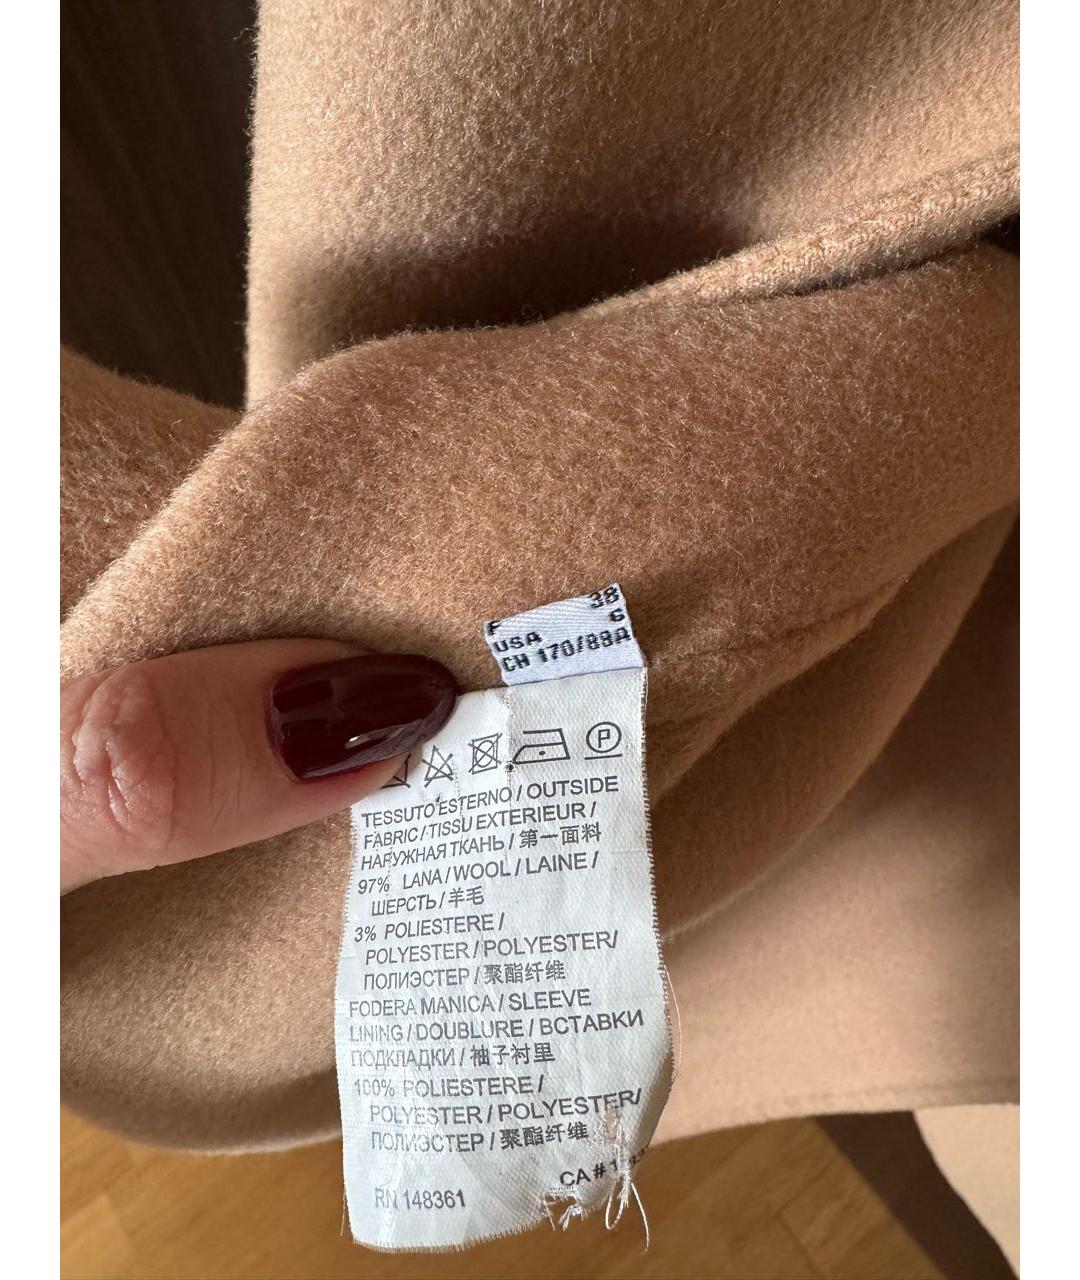 F 38
USA 6
CH 170/88A
P
TESSUTO ESTERNO / OUTSIDE
FABRIC / TISSU EXTERIEUR /
НАРУЖНАЯ ТКАНЬ / 第一面料
97% LANA / WOOL / LAINE /
ШЕРСТЬ / 羊毛
3% POLIESTERE /
POLYESTER / POLYESTER/
ПОЛИЭСТЕР / 聚酯纤维
FODERA MANICA / SLEEVE
LINING / DOUBLURE / ВСТАВКИ
ПОДКЛАДКИ / 袖子衬里
100% POLIESTERE /
POLYESTER / POLYESTER/
ПОЛИЭСТЕР / 聚酯纤维
CA #
RN 148361